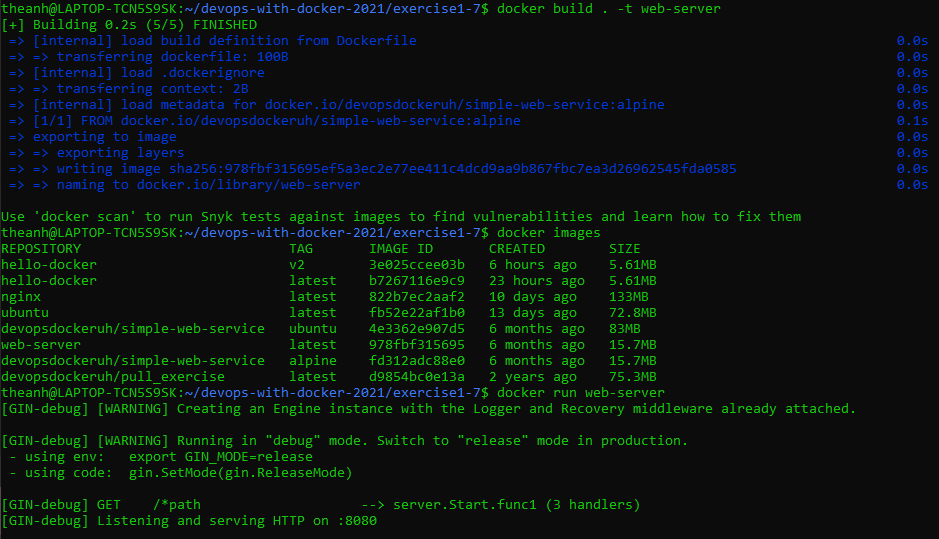 theanh@LAPTOP-TCN5S9SK:~/devops-with-docker-2021/exercise1-7$ docker build . -t web-server
[+] Building 0.2s (5/5) FINISHED
=> [internal] load build definition from Dockerfile 0.0s
=> => transferring dockerfile: 100B 0.0s
=> [internal] load .dockerignore 0.0s
=> => transferring context: 2B 0.0s
=> [internal] load metadata for docker.io/devopsdockeruh/simple-web-service:alpine 0.0s
=> [1/1] FROM docker.io/devopsdockeruh/simple-web-service:alpine 0.1s
=> exporting to image 0.0s
=> => exporting layers 0.0s
=> => writing image sha256:978fbf315695ef5a3ec2e77ee411c4dcd9aa9b867fbc7ea3d26962545fda0585 0.0s
=> => naming to docker.io/library/web-server 0.0s
Use 'docker scan' to run Snyk tests against images to find vulnerabilities and learn how to fix them
theanh@LAPTOP-TCN5S9SK:~/devops-with-docker-2021/exercise1-7$ docker images
REPOSITORY TAG IMAGE ID CREATED SIZE
hello-docker v2 3e025ccee03b 6 hours ago 5.61MB
hello-docker latest b7267116e9c9 23 hours ago 5.61MB
nginx latest 822b7ec2aaf2 10 days ago 133MB
ubuntu latest fb52e22af1b0 13 days ago 72.8MB
devopsdockeruh/simple-web-service ubuntu 4e3362e907d5 6 months ago 83MB
web-server latest 978fbf315695 6 months ago 15.7MB
devopsdockeruh/simple-web-service alpine fd312adc88e0 6 months ago 15.7MB
devopsdockeruh/pull_exercise latest d9854bc0e13a 2 years ago 75.3MB
theanh@LAPTOP-TCN5S9SK:~/devops-with-docker-2021/exercise1-7$ docker run web-server
[GIN-debug] [WARNING] Creating an Engine instance with the Logger and Recovery middleware already attached.
[GIN-debug] [WARNING] Running in "debug" mode. Switch to "release" mode in production.
- using env: export GIN_MODE=release
- using code: gin.SetMode(gin.ReleaseMode)
[GIN-debug] GET /*path --> server.Start.func1 (3 handlers)
[GIN-debug] Listening and serving HTTP on :8080